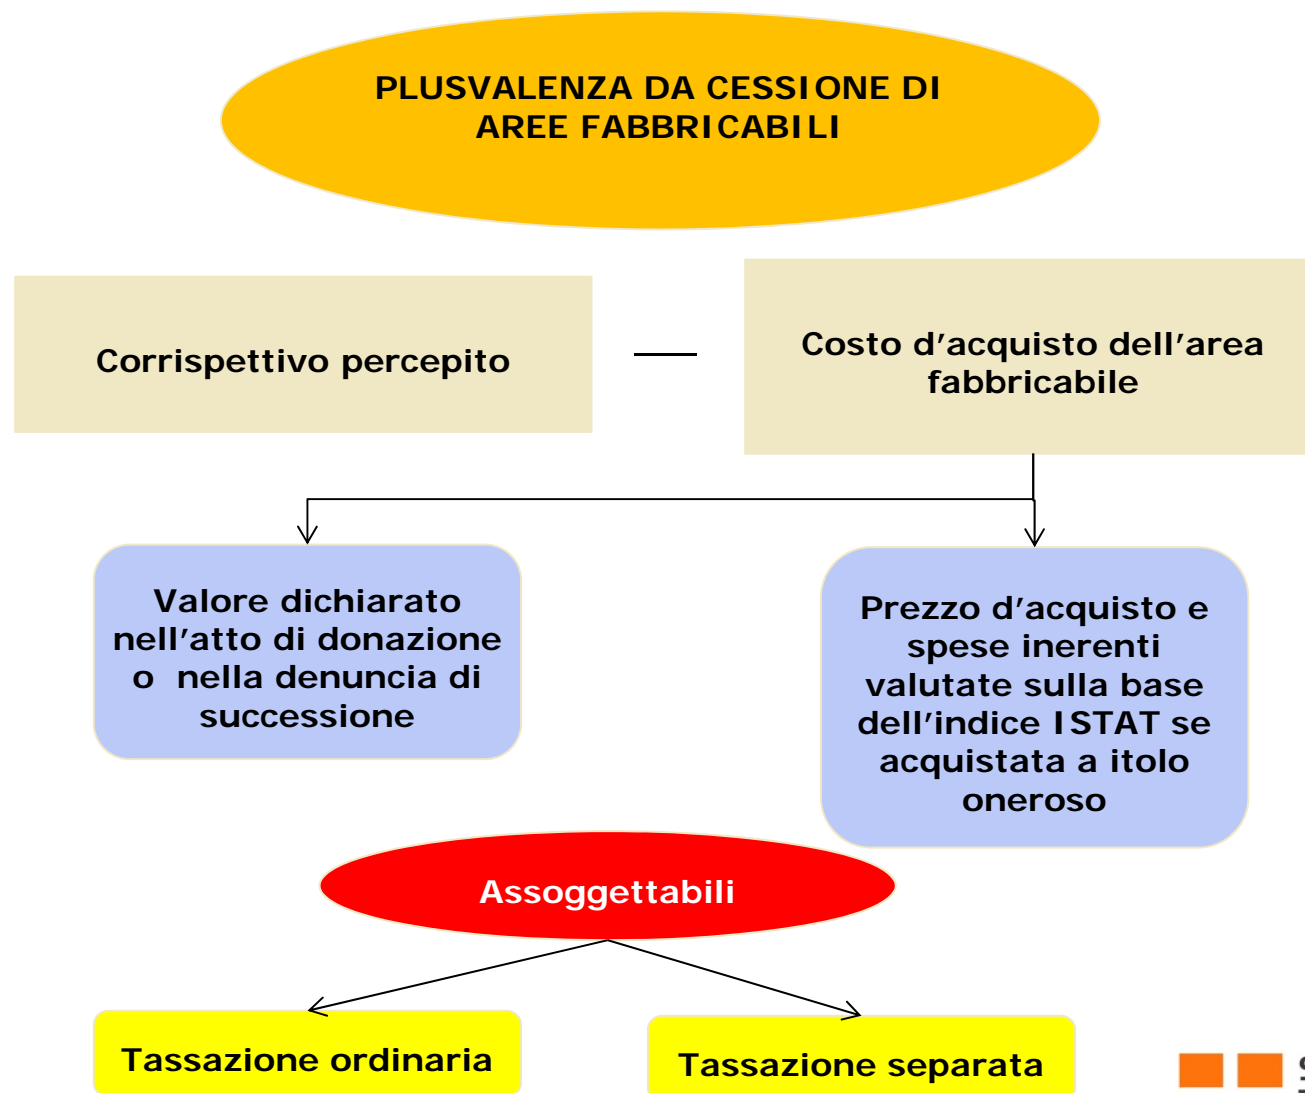 PLUSVALENZA DA CESSIONE DI
AREE FABBRICABILI
Corrispettivo percepito
—
Costo d'acquisto dell'area
fabbricabile
Valore dichiarato
nell'atto di donazione
o nella denuncia di
successione
Prezzo d'acquisto e
spese inerenti
valutate sulla base
dell'indice ISTAT se
acquistata a itolo
oneroso
Assoggettabili
Tassazione ordinaria
Tassazione separata